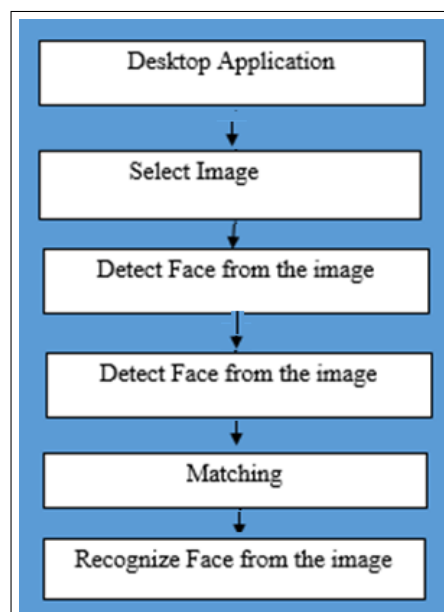 Desktop Application
Select Image
Detect Face from the image
Detect Face from the image
Matching
Recognize Face from the image